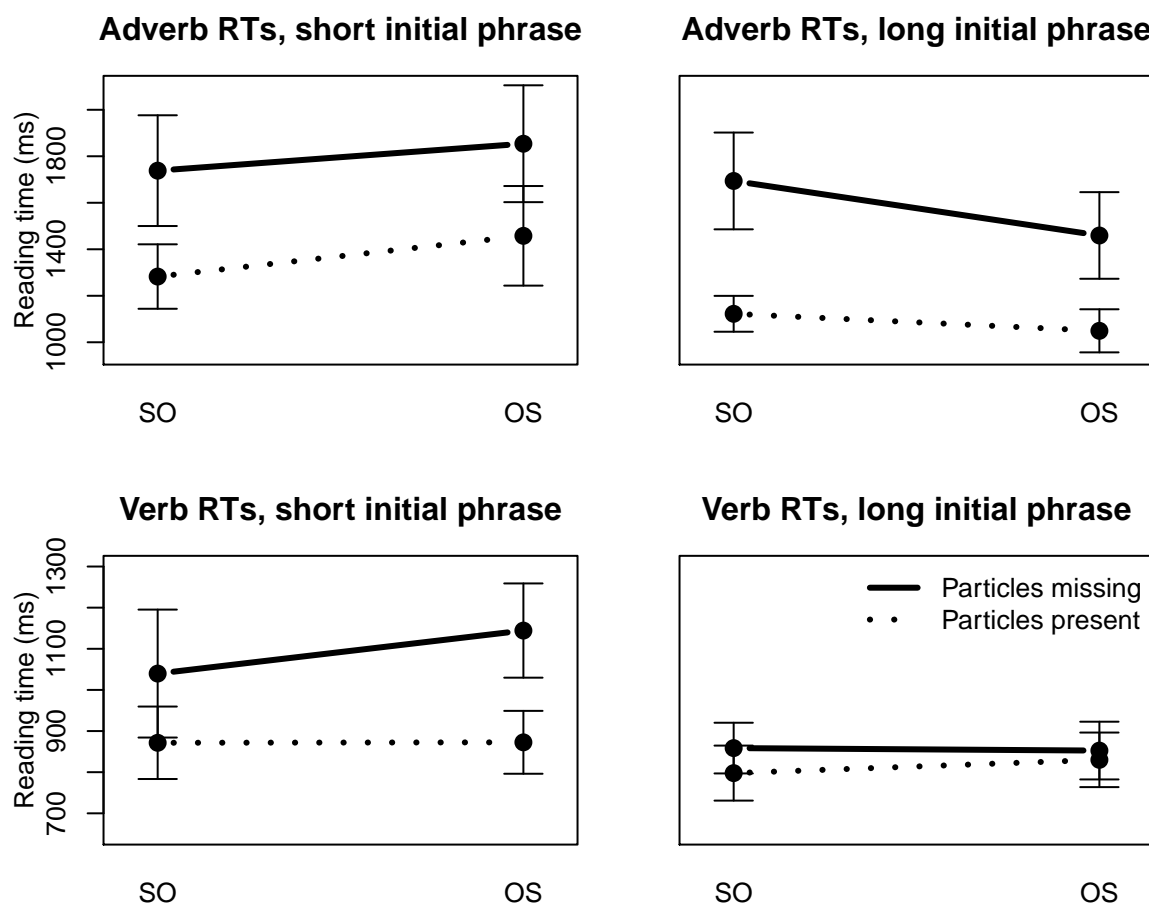 Adverb RTs, short initial phrase
Adverb RTs, long initial phrase
Reading time (ms)
1000 1400 1800
SO OS
SO OS
Verb RTs, short initial phrase
Verb RTs, long initial phrase
Reading time (ms)
700 900 1100 1300
Particles missing
Particles present
SO OS
SO OS